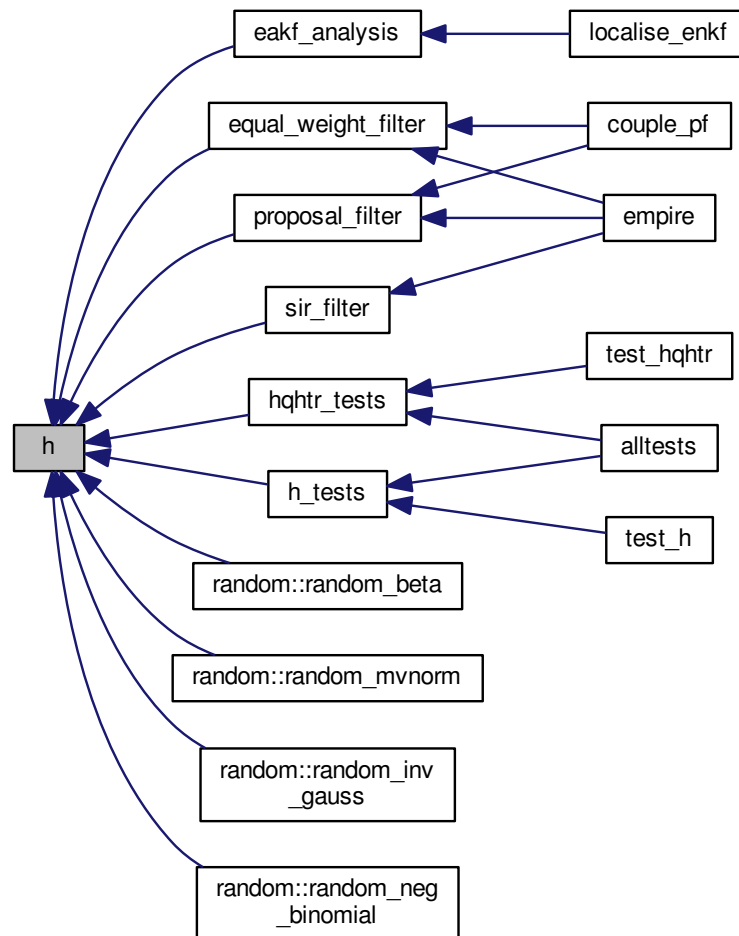 eakf_analysis
localise_enkf
equal_weight_filter
couple_pf
proposal_filter
empire
sir_filter
test_hqhtr
hqhtr_tests
alltests
h
h_tests
test_h
random::random_beta
random::random_mvnorm
random::random_inv
_gauss
random::random_neg
_binomial